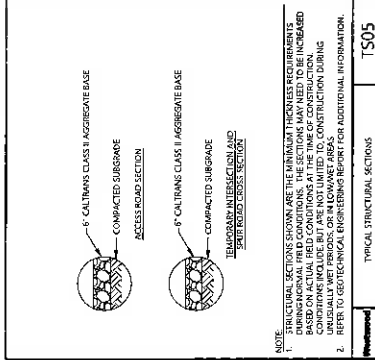 6" CALTRANS CLASS II AGGREGATE BASE
COMPACTED SUBGRADE
ACCESS ROAD SECTION
6" CALTRANS CLASS II AGGREGATE BASE
COMPACTED SUBGRADE
TEMPORARY INTERSECTION AND
SPUR ROAD CROSS SECTION
NOTE:
1. STRUCTURAL SECTIONS SHOWN ARE THE MINIMUM THICKNESS REQUIREMENTS
DURING NORMAL FIELD CONDITIONS. THE SECTIONS MAY NEED TO BE INCREASED
BASED ON ACTUAL FIELD CONDITIONS AT THE TIME OF CONSTRUCTION.
CONDITIONS INCLUDE, BUT ARE NOT LIMITED TO, CONSTRUCTION DURING
UNUSUALLY WET PERIODS, OR IN LOW/WET AREAS
2. REFER TO GEOTECHNICAL ENGINEERING REPORT FOR ADDITIONAL INFORMATION.
Westwood
TYPICAL STRUCTURAL SECTIONS
TS05